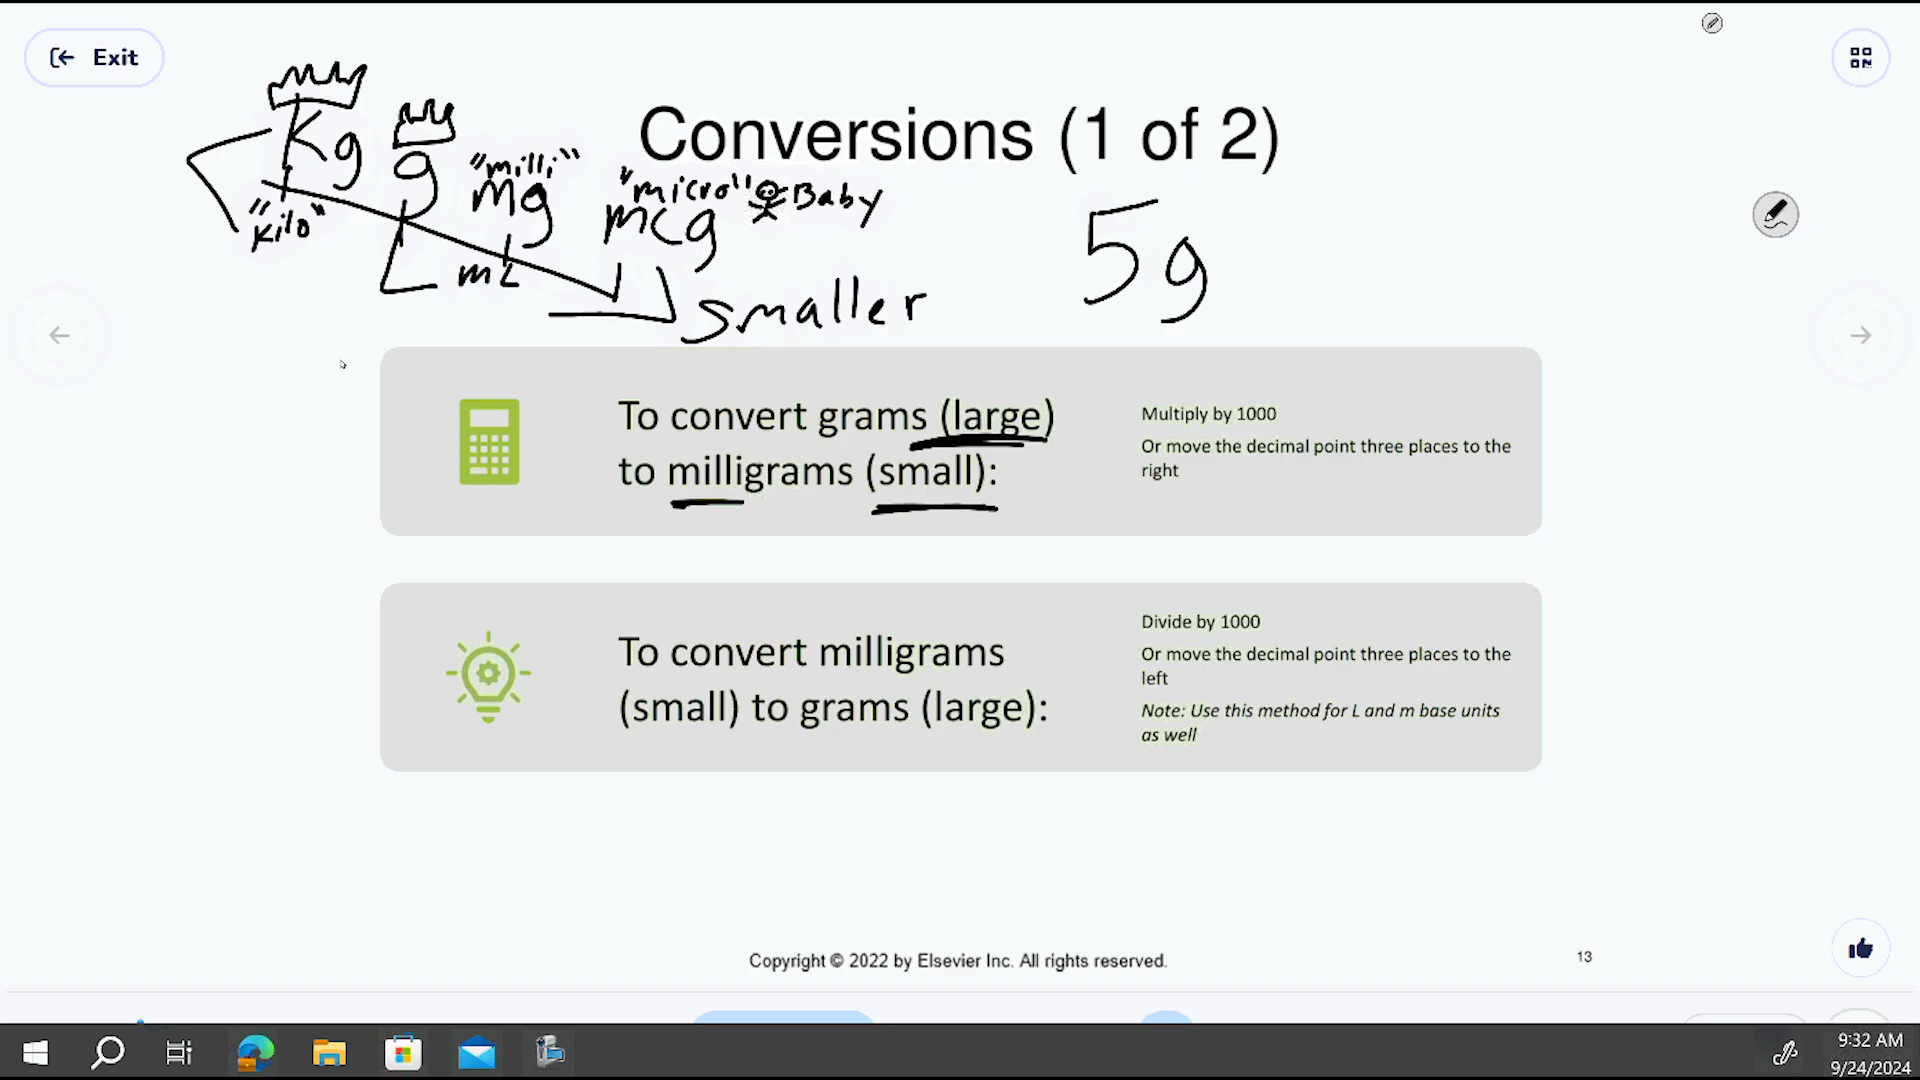 Exit
Conversions (1 of 2)
Kg g mg mcg
"milli"
"micro" Baby
"kilo"
L mL
smaller
5g
To convert grams (large)
to milligrams (small):
Multiply by 1000
Or move the decimal point three places to the
right
To convert milligrams
(small) to grams (large):
Divide by 1000
Or move the decimal point three places to the
left
Note: Use this method for L and m base units
as well
Copyright © 2022 by Elsevier Inc. All rights reserved.
13
9:32 AM
9/24/2024